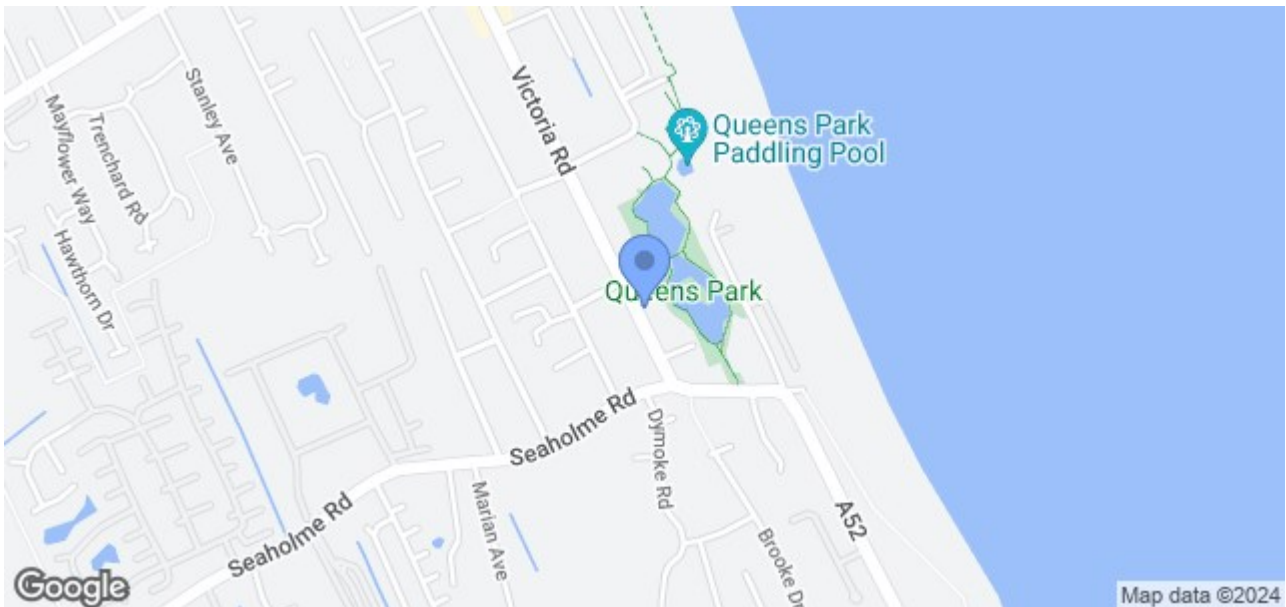 Mayflower Way
Trenchard Rd
Stanley Ave
Hawthorn Dr
Victoria Rd
Queens Park
Paddling Pool
Queens Park
Seaholme Rd
Dymoke Rd
Seaholme Rd
Marian Ave
A52
Brooke Dr
Google
Map data ©2024